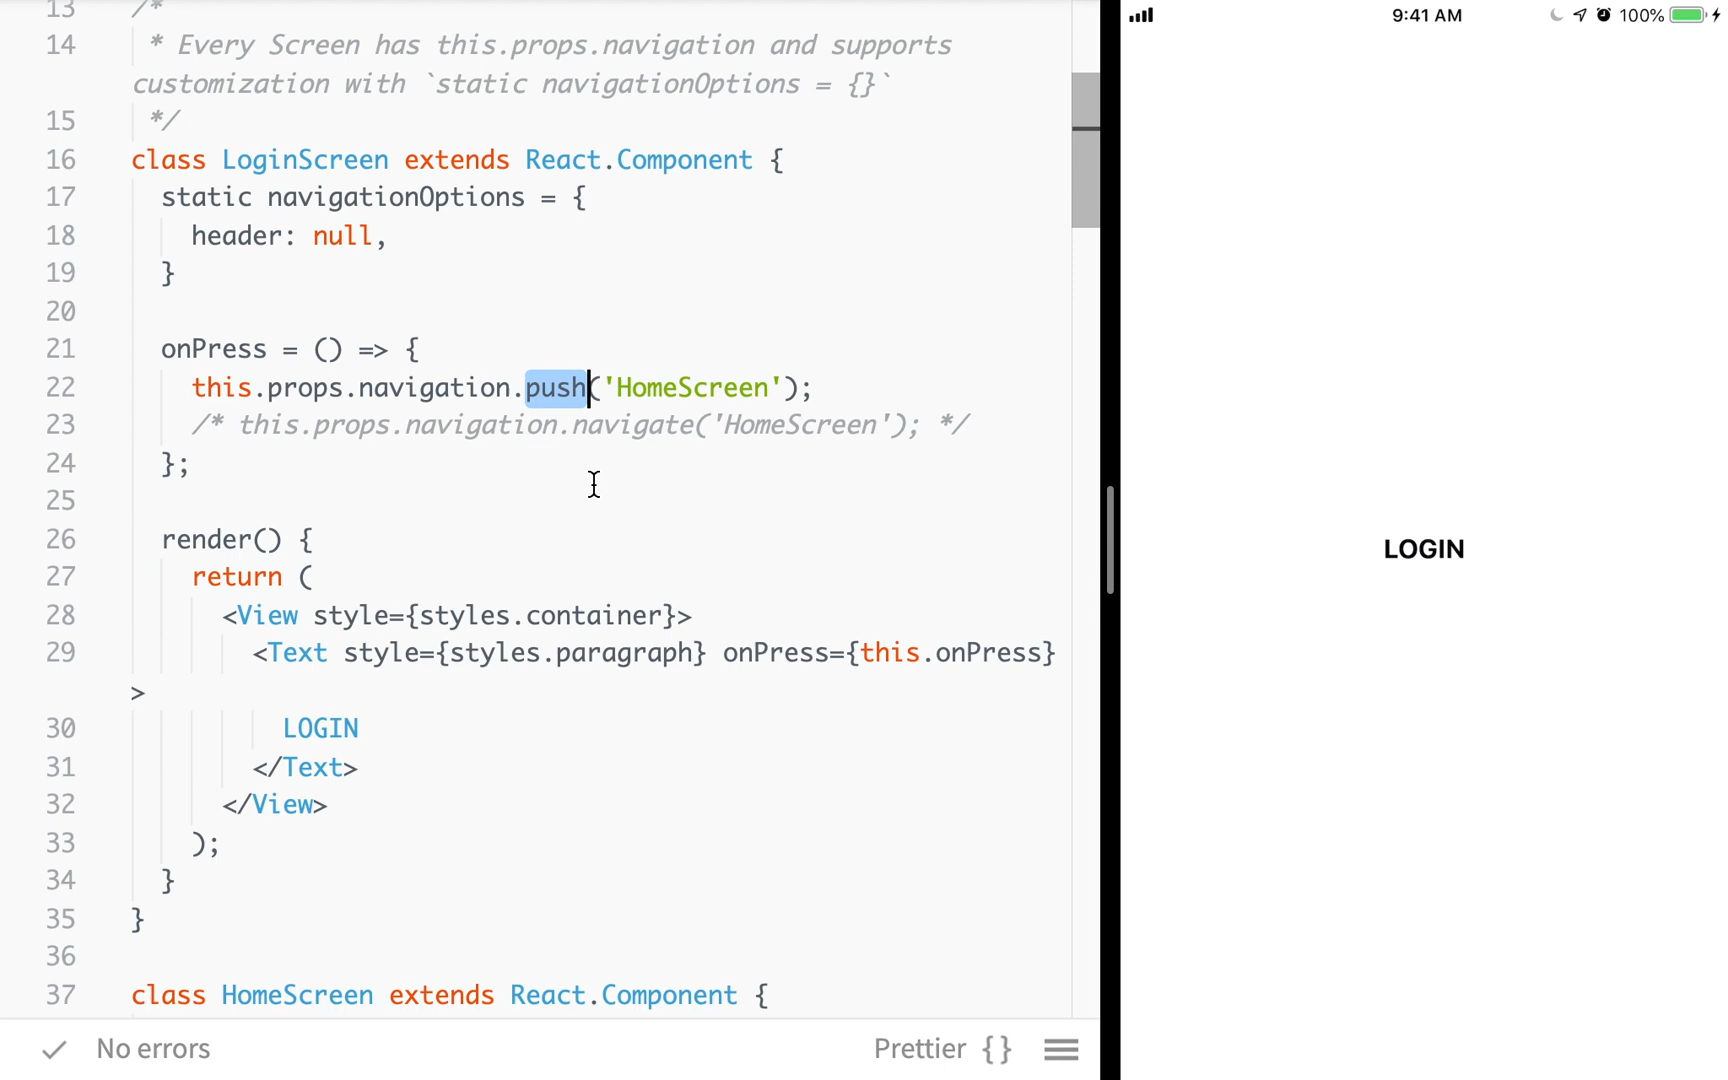 13 /*
14 * Every Screen has this.props.navigation and supports
customization with `static navigationOptions = {}`
15 */
16 class LoginScreen extends React.Component {
17 static navigationOptions = {
18 header: null,
19 }
20
21 onPress = () => {
22 this.props.navigation.push('HomeScreen');
23 /* this.props.navigation.navigate('HomeScreen'); */
24 };
25
26 render() {
27 return (
28 <View style={styles.container}>
29 <Text style={styles.paragraph} onPress={this.onPress}
>
30 LOGIN
31 </Text>
32 </View>
33 );
34 }
35 }
36
37 class HomeScreen extends React.Component {
No errors
Prettier {}
9:41 AM
100%
LOGIN